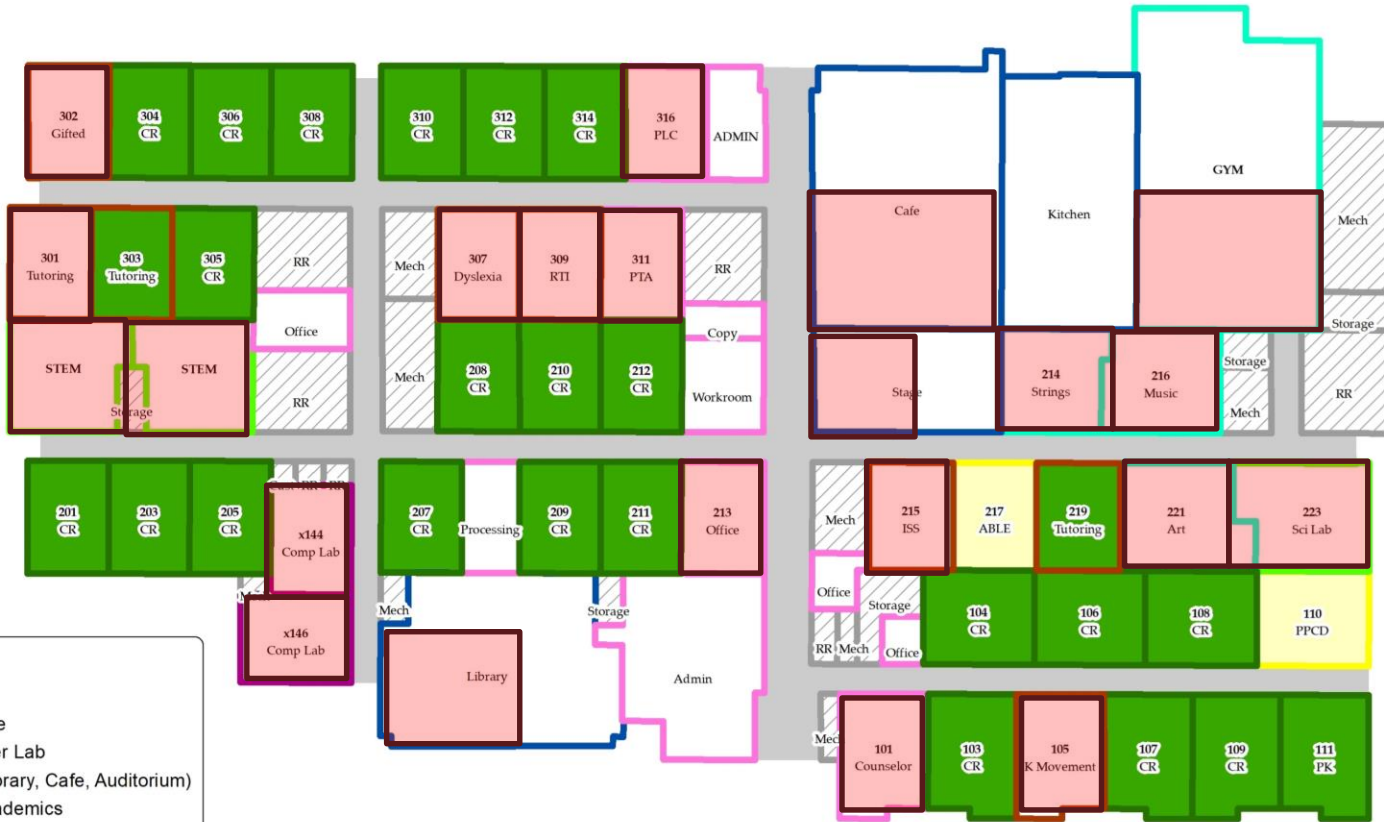 302
Gifted
304
CR
306
CR
308
CR
310
CR
312
CR
314
CR
316
PLC
ADMIN
Cafe
Kitchen
GYM
Mech
301
Tutoring
303
Tutoring
305
CR
RR
Office
RR
Mech
307
Dyslexia
309
RTI
311
PTA
RR
Copy
Workroom
STEM
STEM
Storage
Mech
208
CR
210
CR
212
CR
Stage
214
Strings
216
Music
Storage
Mech
Storage
RR
201
CR
203
CR
205
CR
RR
RR
x144
Comp Lab
x146
Comp Lab
207
CR
Processing
209
CR
211
CR
213
Office
Mech
Library
Storage
Admin
Mech
215
ISS
217
ABLE
219
Tutoring
221
Art
223
Sci Lab
Office
Storage
RR
Mech
Office
104
CR
106
CR
108
CR
110
PPCD
Mech
101
Counselor
103
CR
105
K Movement
107
CR
109
CR
111
PK
e
er Lab
brary, Cafe, Auditorium)
ademics